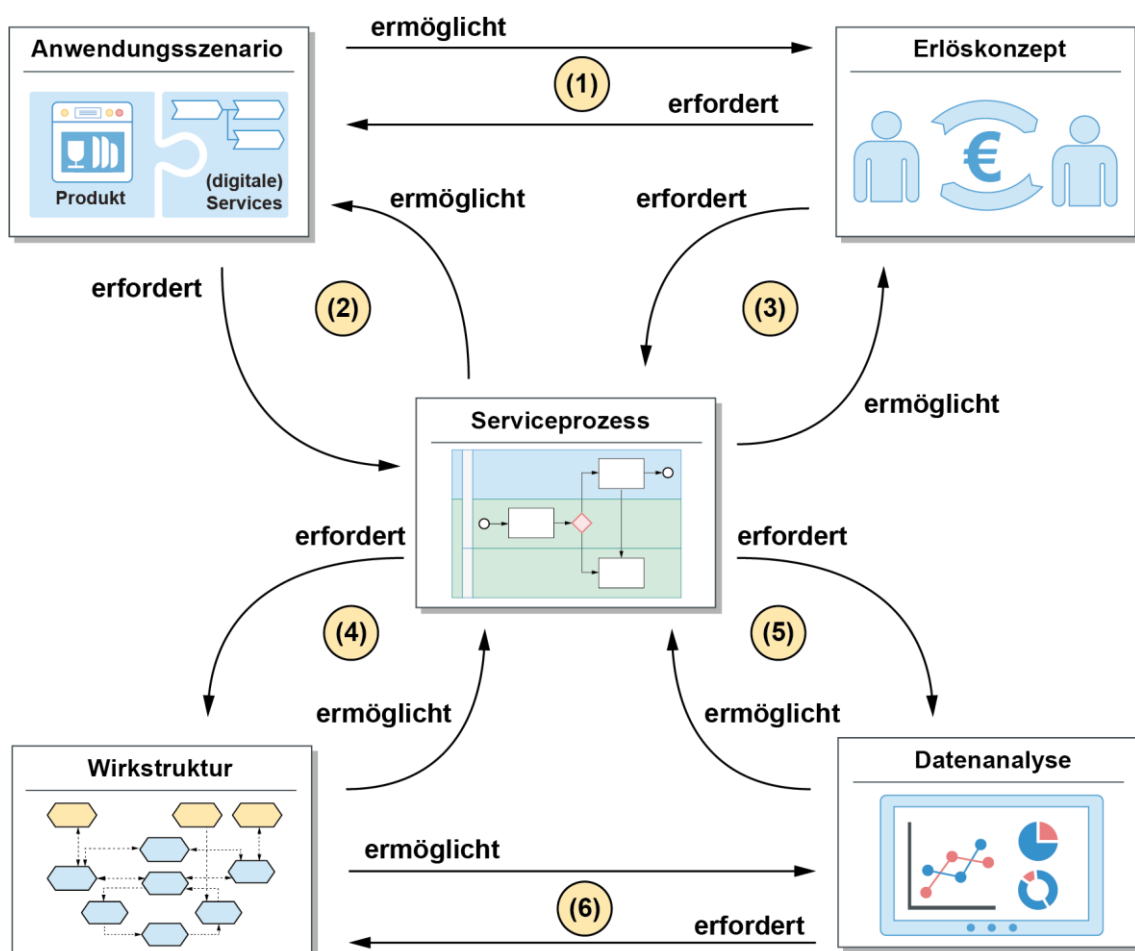 ermöglicht
Anwendungsszenario
Erlöskonzept
(1)
erfordert
€
Produkt
(digitale)
Services
ermöglicht
erfordert
erfordert
(2)
(3)
ermöglicht
Serviceprozess
erfordert
erfordert
(4)
(5)
ermöglicht
ermöglicht
Wirkstruktur
Datenanalyse
ermöglicht
(6)
erfordert